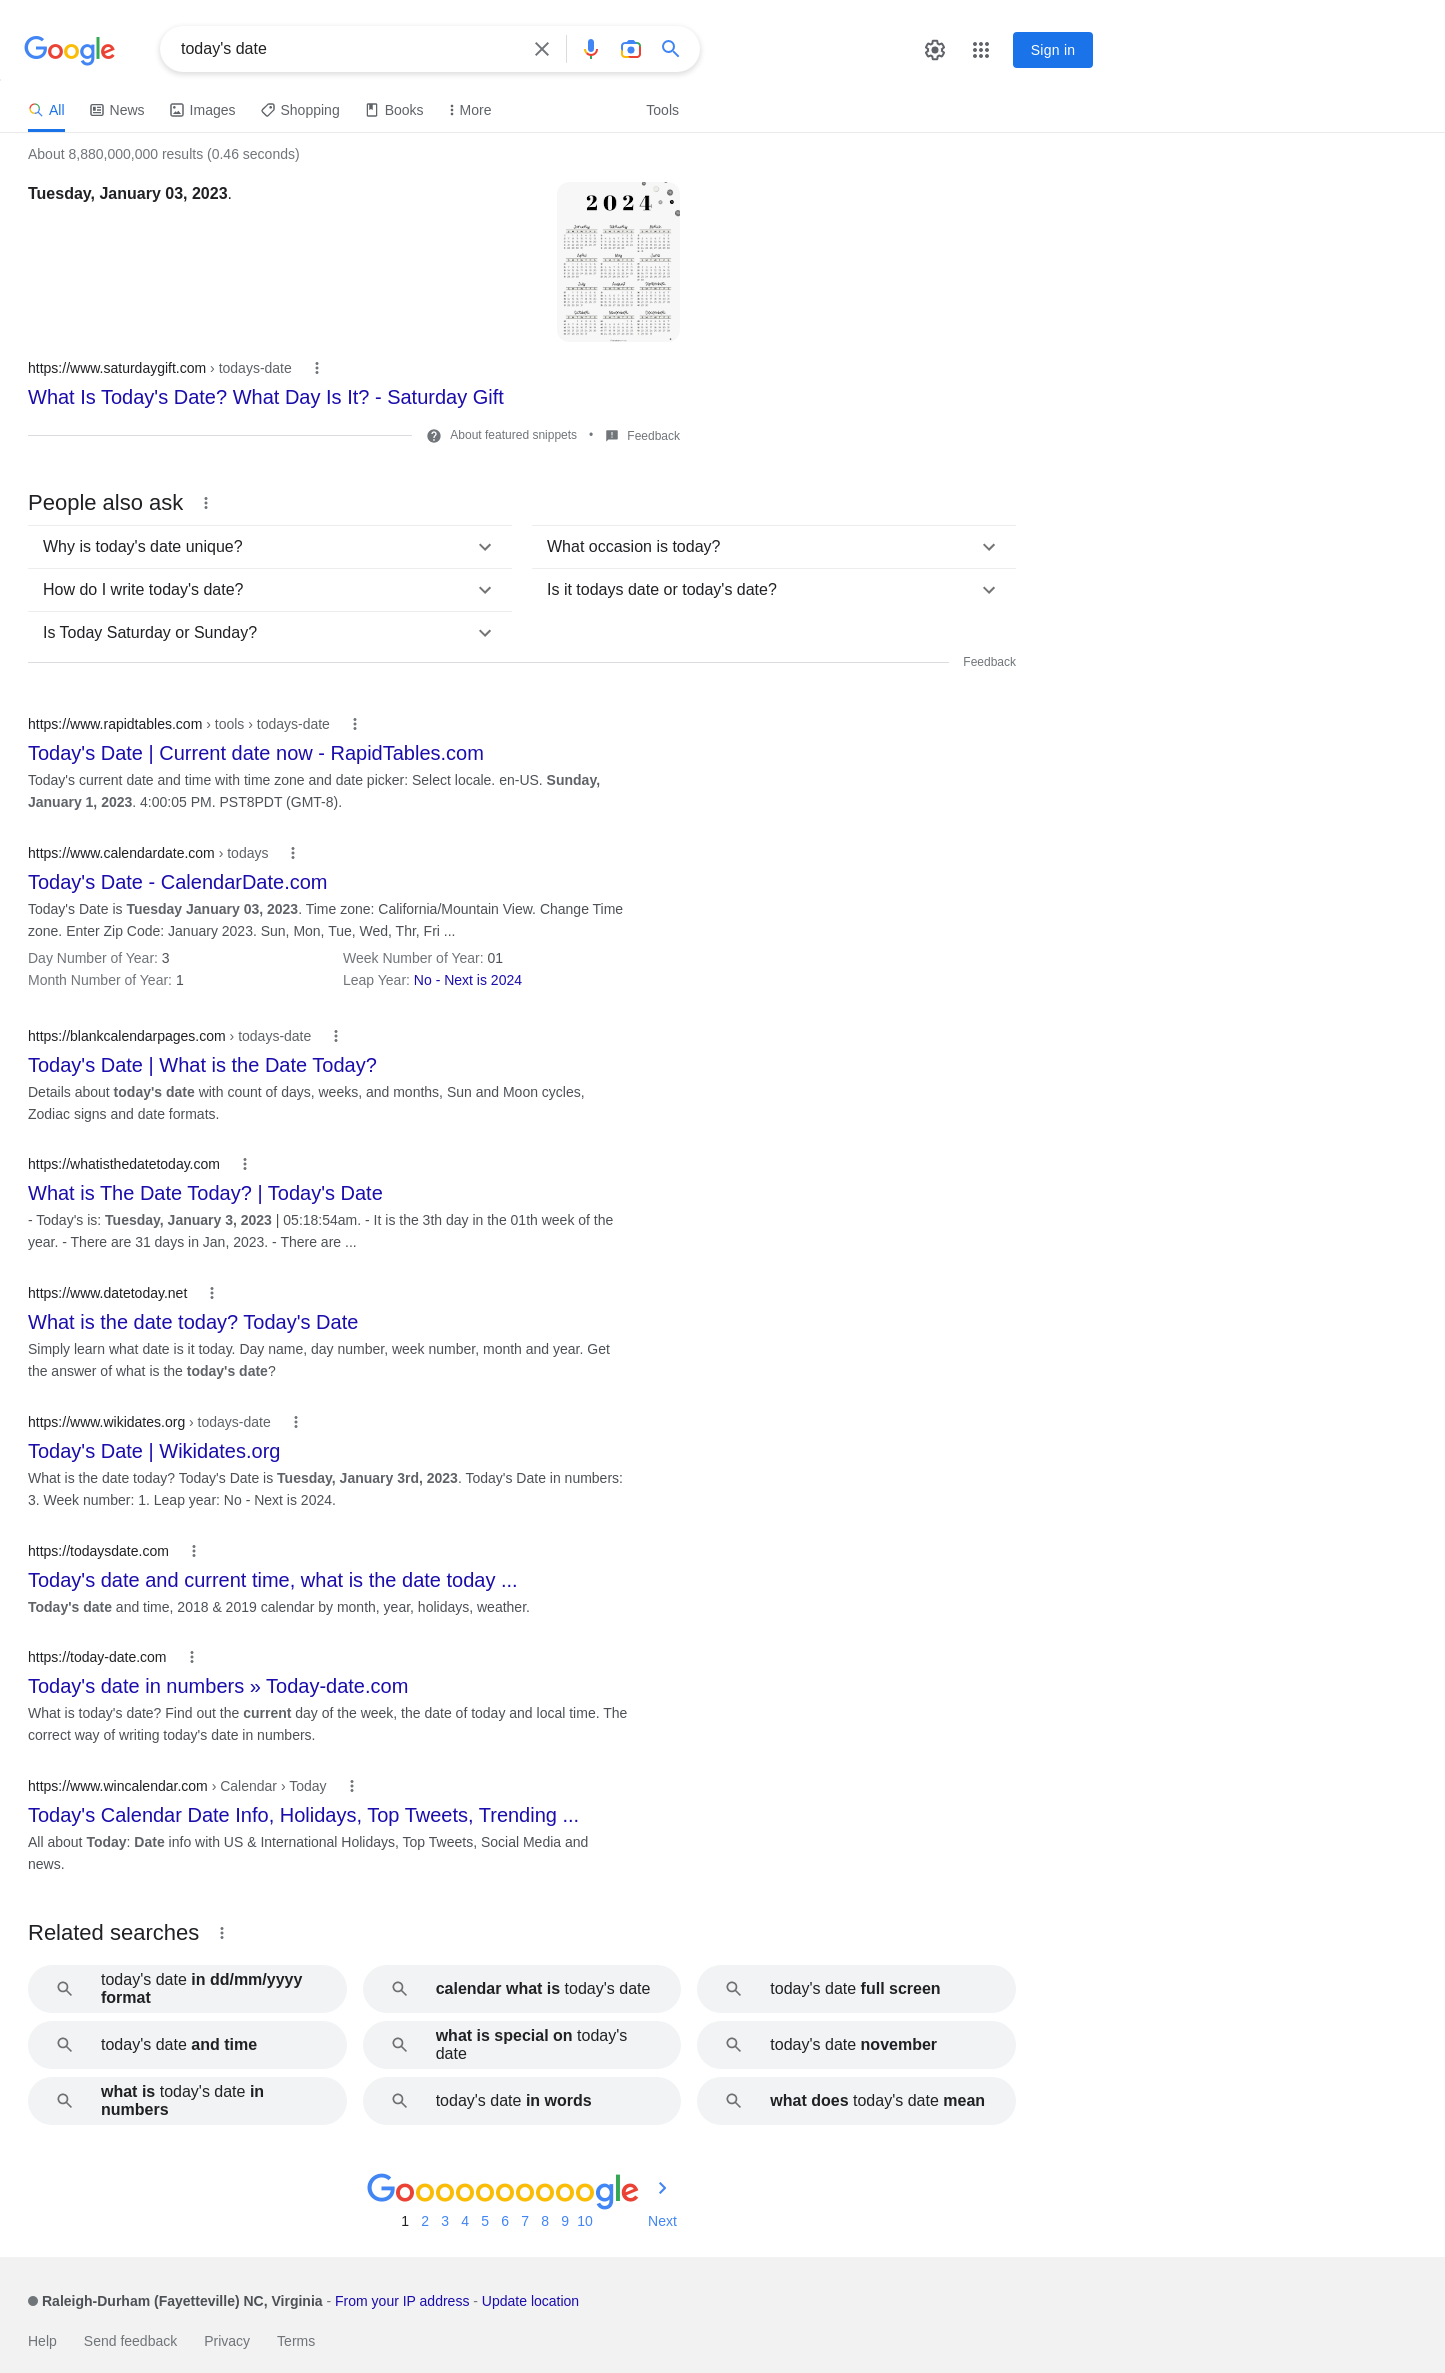 Google
today's date
Sign in
All News Images Shopping Books More Tools
About 8,880,000,000 results (0.46 seconds)
Tuesday, January 03, 2023.
2024
https://www.saturdaygift.com › todays-date
What Is Today's Date? What Day Is It? - Saturday Gift
About featured snippets • Feedback
People also ask
Why is today's date unique?
What occasion is today?
How do I write today's date?
Is it todays date or today's date?
Is Today Saturday or Sunday?
Feedback
https://www.rapidtables.com › tools › todays-date
Today's Date | Current date now - RapidTables.com
Today's current date and time with time zone and date picker: Select locale. en-US. Sunday,
January 1, 2023. 4:00:05 PM. PST8PDT (GMT-8).
https://www.calendardate.com › todays
Today's Date - CalendarDate.com
Today's Date is Tuesday January 03, 2023. Time zone: California/Mountain View. Change Time
zone. Enter Zip Code: January 2023. Sun, Mon, Tue, Wed, Thr, Fri ...
Day Number of Year: 3 Week Number of Year: 01
Month Number of Year: 1 Leap Year: No - Next is 2024
https://blankcalendarpages.com › todays-date
Today's Date | What is the Date Today?
Details about today's date with count of days, weeks, and months, Sun and Moon cycles,
Zodiac signs and date formats.
https://whatisthedatetoday.com
What is The Date Today? | Today's Date
- Today's is: Tuesday, January 3, 2023 | 05:18:54am. - It is the 3th day in the 01th week of the
year. - There are 31 days in Jan, 2023. - There are ...
https://www.datetoday.net
What is the date today? Today's Date
Simply learn what date is it today. Day name, day number, week number, month and year. Get
the answer of what is the today's date?
https://www.wikidates.org › todays-date
Today's Date | Wikidates.org
What is the date today? Today's Date is Tuesday, January 3rd, 2023. Today's Date in numbers:
3. Week number: 1. Leap year: No - Next is 2024.
https://todaysdate.com
Today's date and current time, what is the date today ...
Today's date and time, 2018 & 2019 calendar by month, year, holidays, weather.
https://today-date.com
Today's date in numbers » Today-date.com
What is today's date? Find out the current day of the week, the date of today and local time. The
correct way of writing today's date in numbers.
https://www.wincalendar.com › Calendar › Today
Today's Calendar Date Info, Holidays, Top Tweets, Trending ...
All about Today: Date info with US & International Holidays, Top Tweets, Social Media and
news.
Related searches
today's date in dd/mm/yyyy
format
calendar what is today's date
today's date full screen
today's date and time
what is special on today's
date
today's date november
what is today's date in
numbers
today's date in words
what does today's date mean
Goooooooooogle
1 2 3 4 5 6 7 8 9 10 Next
Raleigh-Durham (Fayetteville) NC, Virginia - From your IP address - Update location
Help Send feedback Privacy Terms